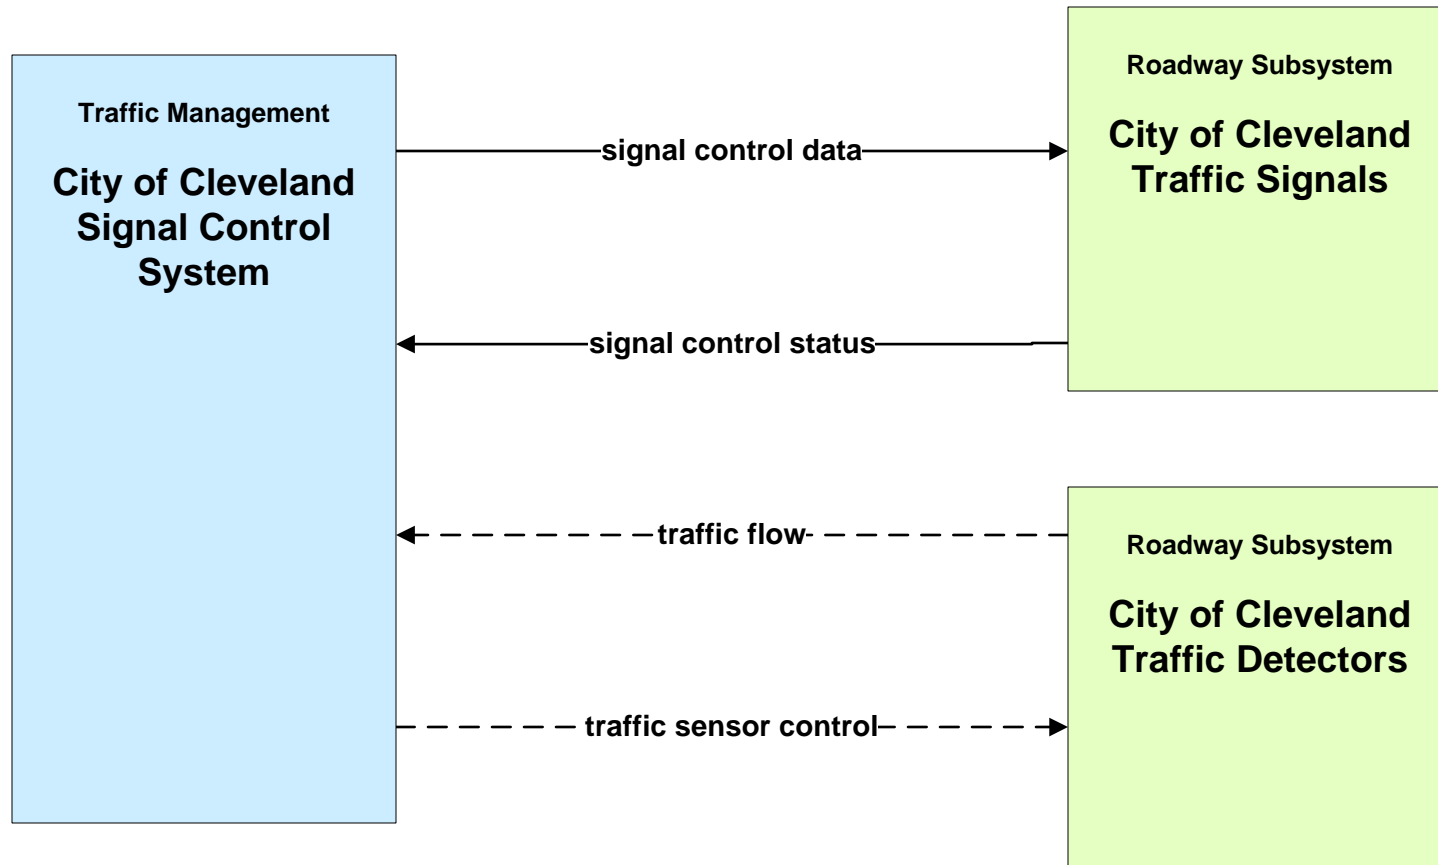 Traffic Management
City of Cleveland
Signal Control
System
signal control data
signal control status
traffic flow
traffic sensor control
Roadway Subsystem
City of Cleveland
Traffic Signals
Roadway Subsystem
City of Cleveland
Traffic Detectors